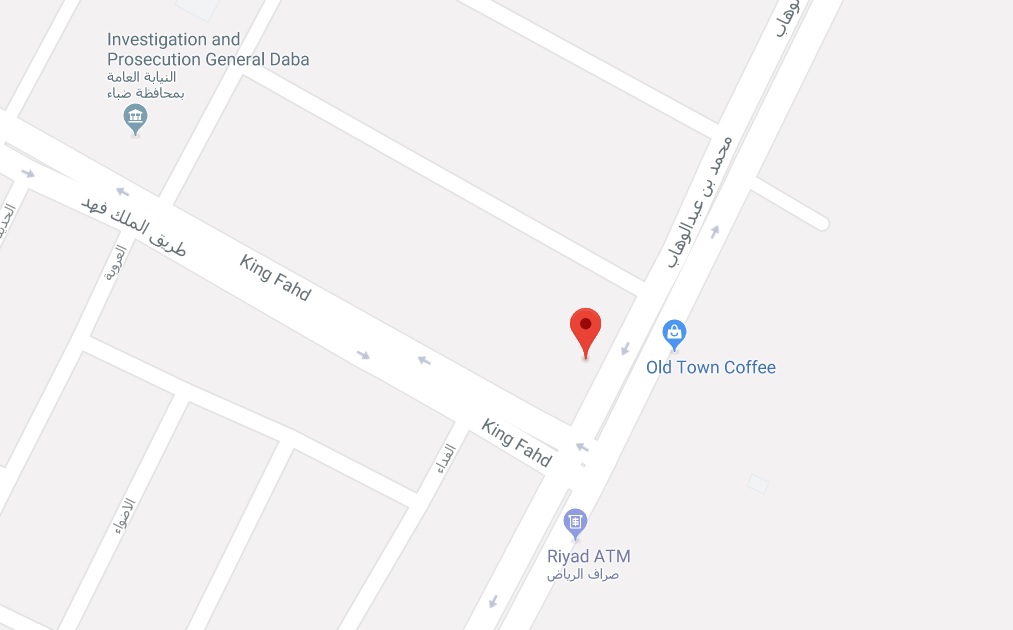 الوهاب
Investigation and
Prosecution General Daba
النيابة العامة
بمحافظة ضباء
محمد بن عبدالوهاب
طريق الملك فهد
العروبة
King Fahd
Old Town Coffee
King Fahd
الفداء
الاضواء
Riyad ATM
صراف الرياض